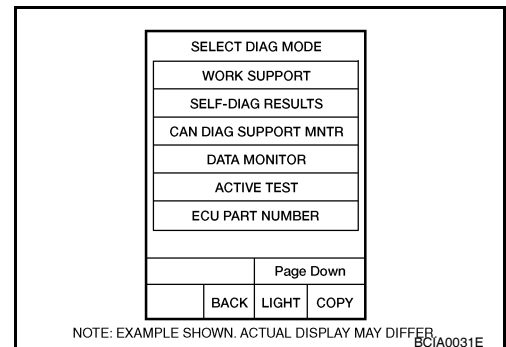 SELECT DIAG MODE
WORK SUPPORT
SELF-DIAG RESULTS
CAN DIAG SUPPORT MNTR
DATA MONITOR
ACTIVE TEST
ECU PART NUMBER
Page Down
BACK LIGHT COPY
NOTE: EXAMPLE SHOWN. ACTUAL DISPLAY MAY DIFFER.
BCIA0031E